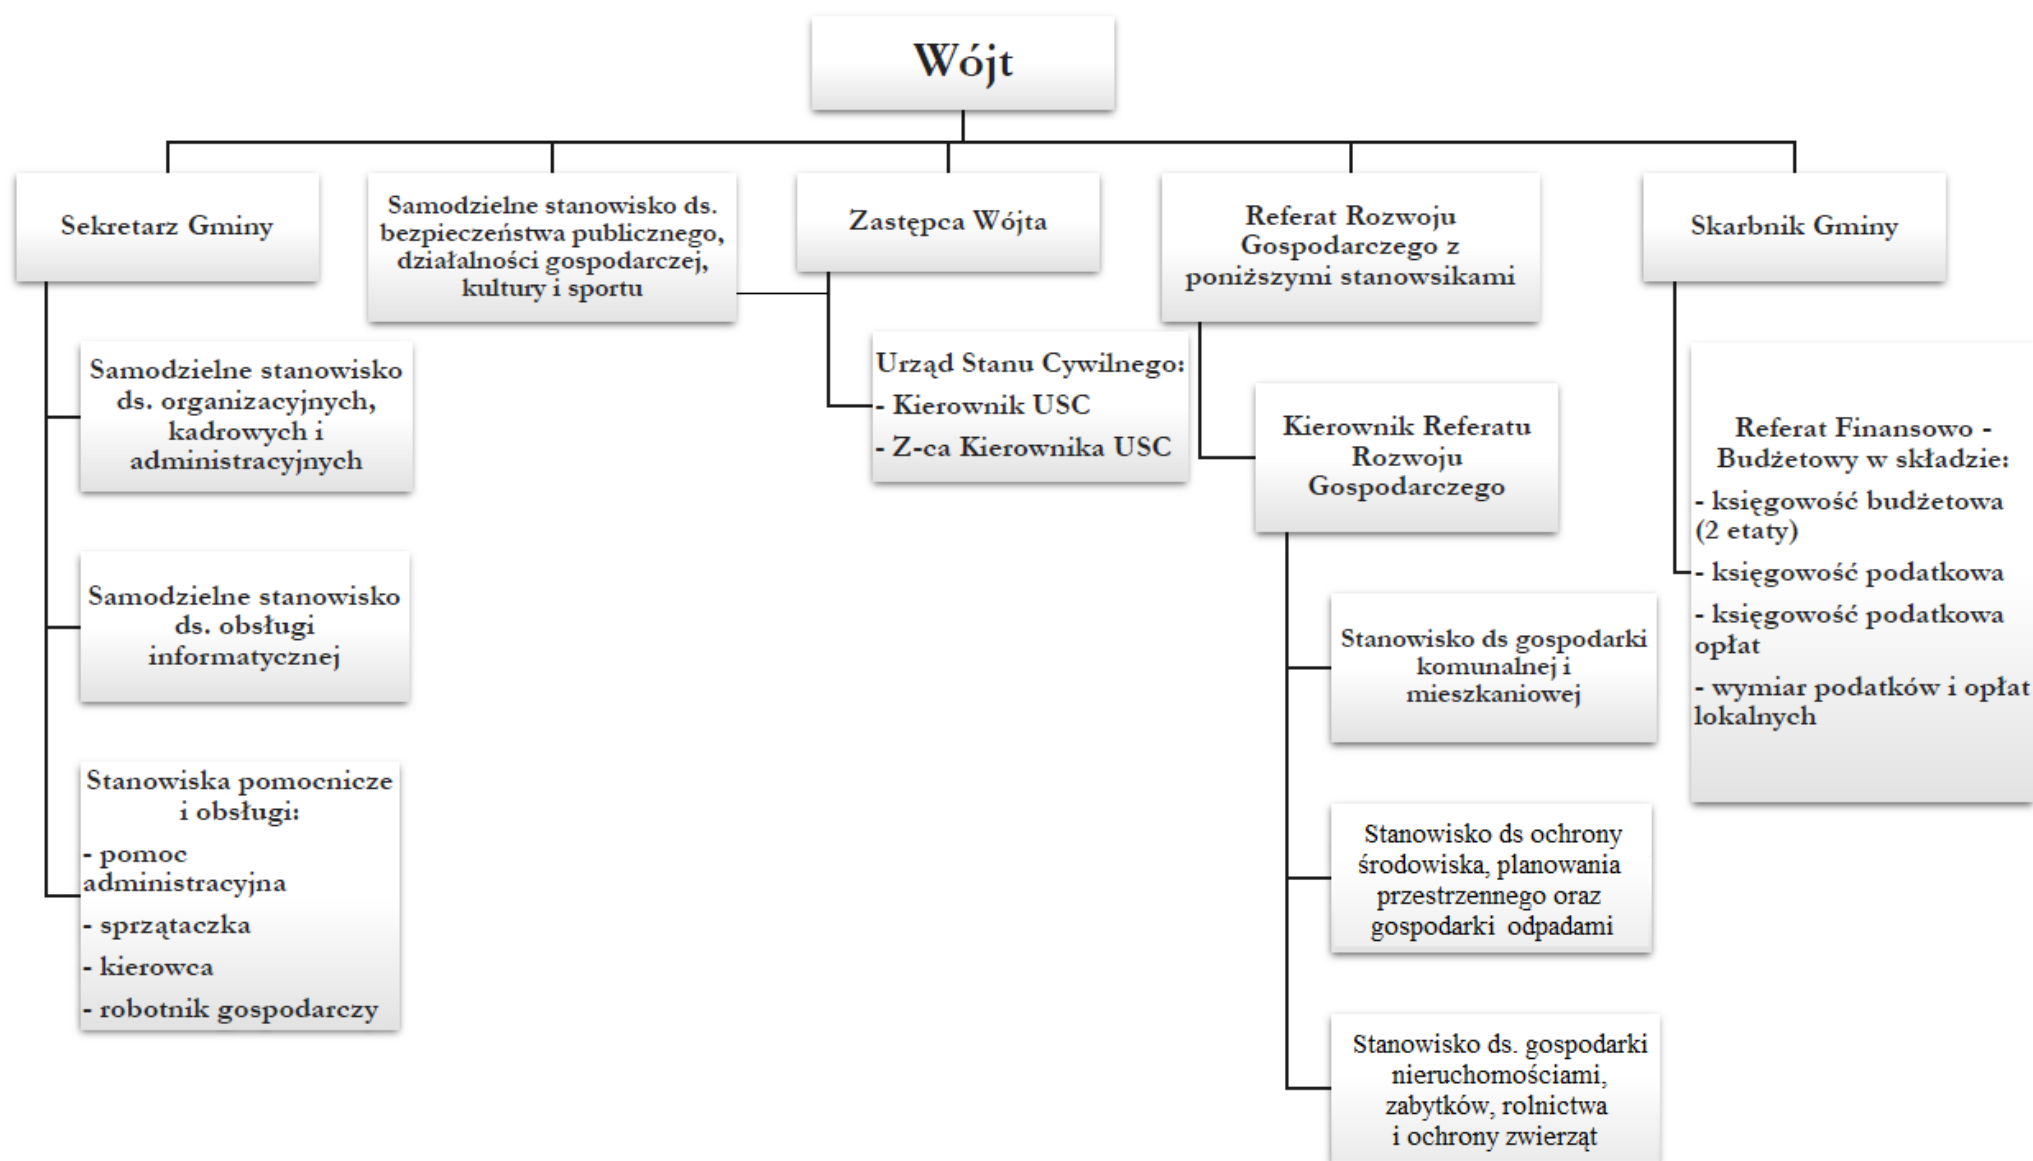 Wójt
Sekretarz Gminy
Samodzielne stanowisko ds.
bezpieczeństwa publicznego,
działalności gospodarczej,
kultury i sportu
Zastępca Wójta
Referat Rozwoju
Gospodarczego z
poniższymi stanowsikami
Skarbnik Gminy
Samodzielne stanowisko
ds. organizacyjnych,
kadrowych i
administracyjnych
Samodzielne stanowisko
ds. obsługi
informatycznej
Stanowiska pomocnicze
i obsługi:
- pomoc
administracyjna
- sprzątaczka
- kierowca
- robotnik gospodarczy
Urząd Stanu Cywilnego:
- Kierownik USC
- Z-ca Kierownika USC
Kierownik Referatu
Rozwoju
Gospodarczego
Stanowisko ds gospodarki
komunalnej i
mieszkaniowej
Stanowisko ds ochrony
środowiska, planowania
przestrzennego oraz
gospodarki odpadami
Stanowisko ds. gospodarki
nieruchomościami,
zabytków, rolnictwa
i ochrony zwierząt
Referat Finansowo -
Budżetowy w składzie:
- księgowość budżetowa
(2 etaty)
- księgowość podatkowa
- księgowość podatkowa
opłat
- wymiar podatków i opłat
lokalnych